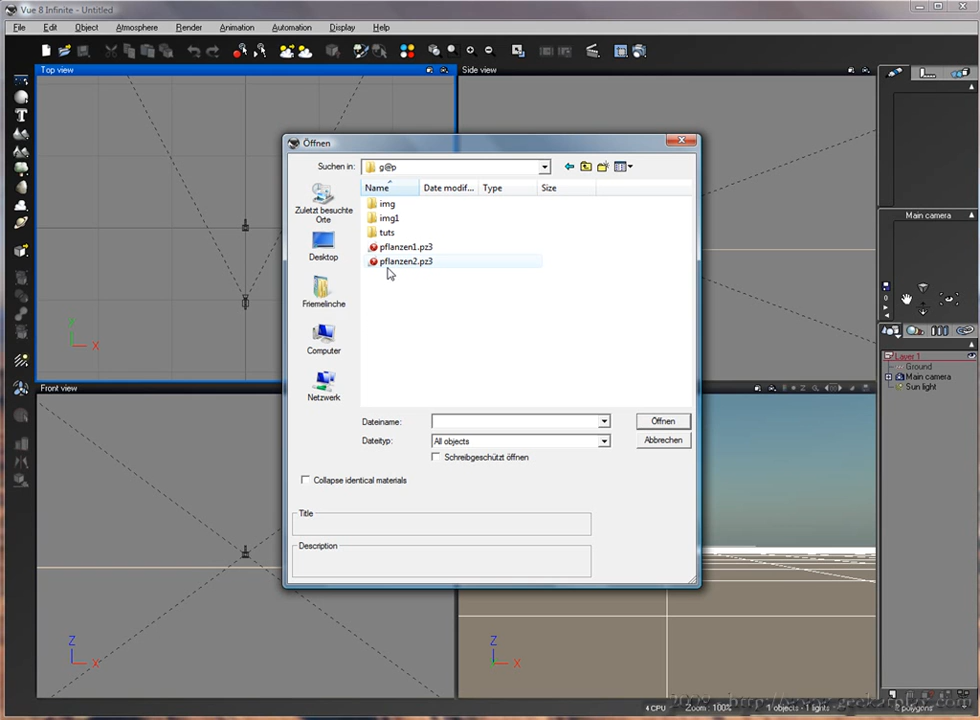 Vue 8 Infinite - Untitled
File Edit Object Atmosphere Render Animation Automation Display Help
Top view
Side view
Öffnen
Suchen in: g@p
Name Date modif... Type Size
Zuletzt besuchte
Orte
Desktop
Friemelinche
Computer
Netzwerk
img
img1
tuts
pflanzen1.pz3
pflanzen2.pz3
Dateiname:
Öffnen
Dateityp: All objects
Abbrechen
Schreibgeschützt öffnen
Collapse identical materials
Title
Description
Main camera
0
Layer 1
Ground
Main camera
Sun light
X
Front view
Z
X
Z
X
4 CPU Zoom: 100% 1 objects - 1 lights polygons